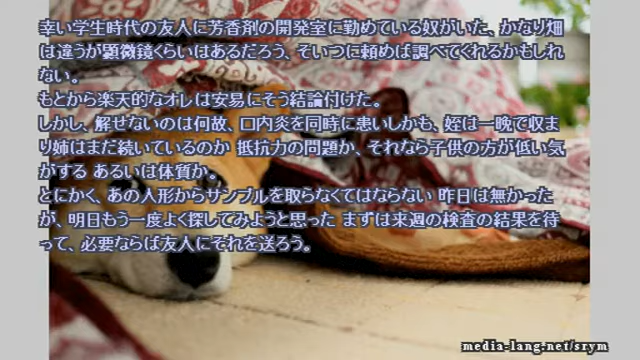 幸い学生時代の友人に芳香剤の開発室に勤めている奴がいた、かなり畑
は違うが顕微鏡くらいはあるだろう、そいつに頼めば調べてくれるかもしれ
ない。
もとから楽天的なオレは安易にそう結論付けた。
しかし、解せないのは何故、口内炎を同時に患いしかも、姪は一晩で収ま
り姉はまだ続いているのか 抵抗力の問題か、それなら子供の方が低い気
がする あるいは体質か。
とにかく、あの人形からサンプルを取らなくてはならない 昨日は無かった
が、明日もう一度よく探してみようと思った まずは来週の検査の結果を待
って、必要ならば友人にそれを送ろう。
media-lang.net/srym